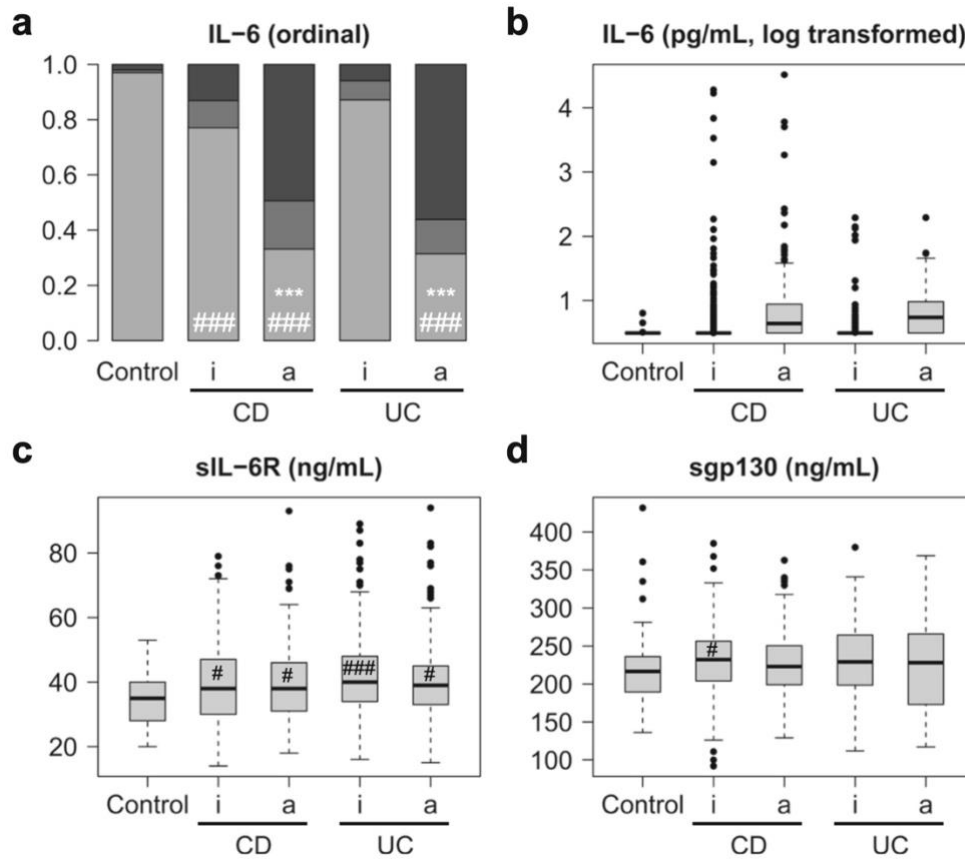 a
IL−6 (ordinal)
1.0
0.8
0.6
0.4
0.2
0.0
***
***
###
###
###
Control i a i a
CD UC
b
IL−6 (pg/mL, log transformed)
4
3
2
1
Control i a i a
CD UC
c
sIL−6R (ng/mL)
80
60
40
20
#
#
###
#
Control i a i a
CD UC
d
sgp130 (ng/mL)
400
350
300
250
200
150
100
#
Control i a i a
CD UC